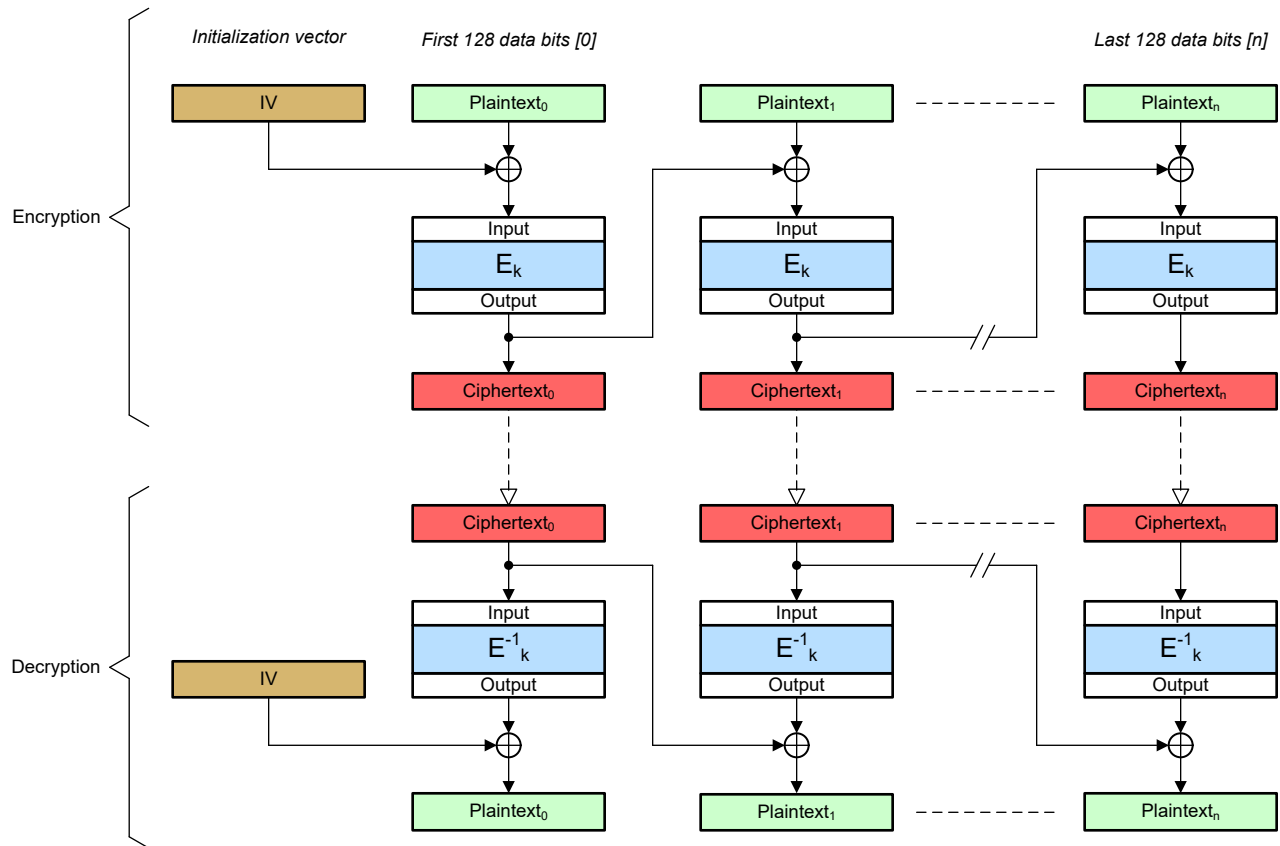 Initialization vector
First 128 data bits [0]
Last 128 data bits [n]
IV
Plaintext₀
Plaintext₁
Plaintextₙ
Encryption
Input
Input
Input
Eₖ
Eₖ
Eₖ
Output
Output
Output
Ciphertext₀
Ciphertext₁
Ciphertextₙ
Ciphertext₀
Ciphertext₁
Ciphertextₙ
Decryption
Input
Input
Input
E⁻¹ₖ
E⁻¹ₖ
E⁻¹ₖ
IV
Output
Output
Output
Plaintext₀
Plaintext₁
Plaintextₙ